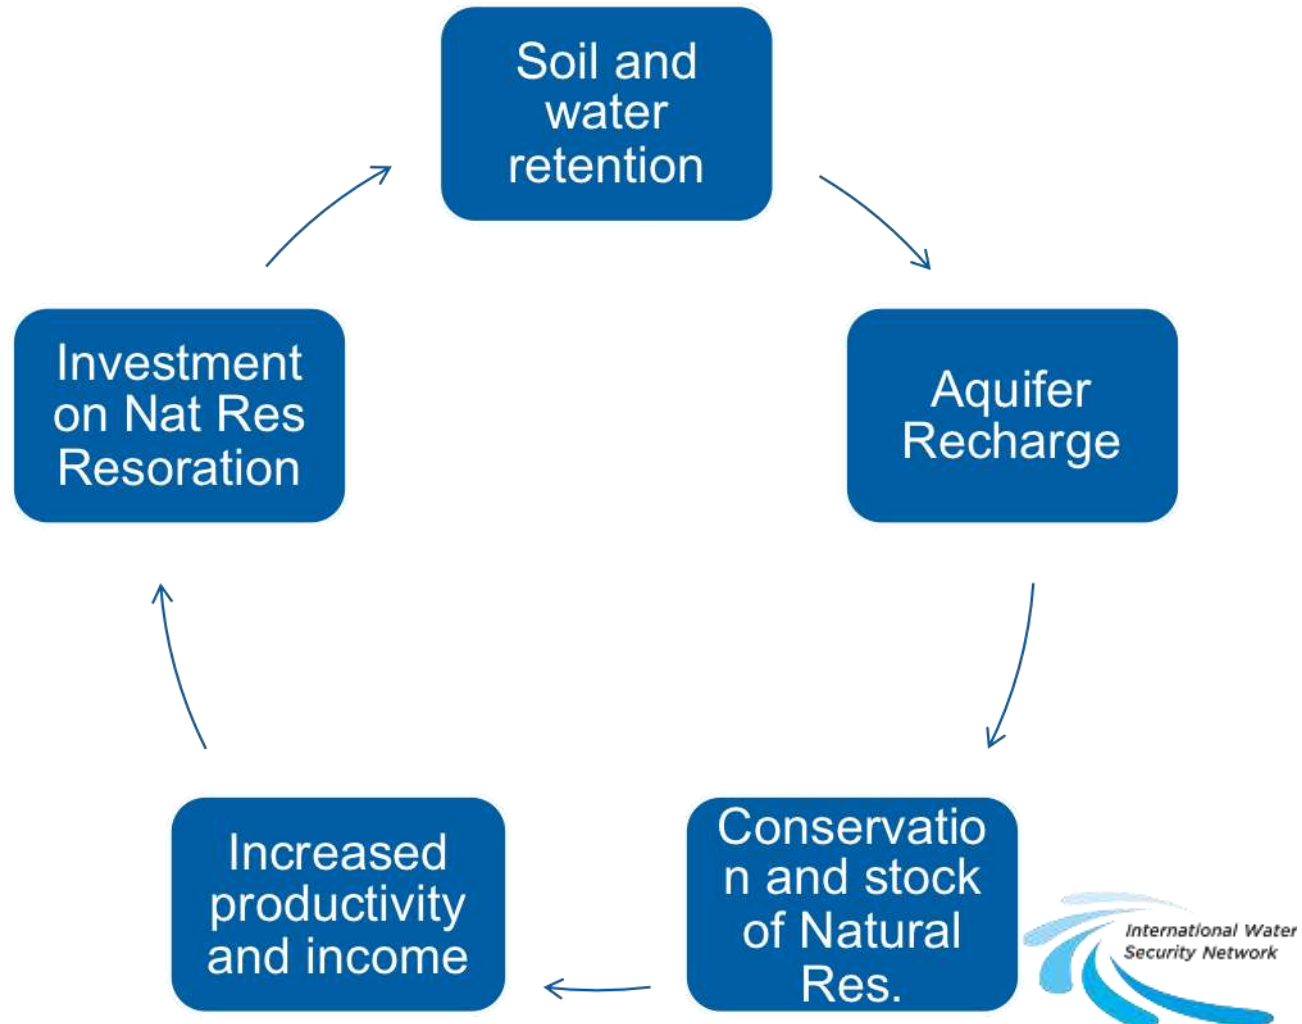 Soil and
water
retention
Aquifer
Recharge
Conservatio
n and stock
of Natural
Res.
Increased
productivity
and income
Investment
on Nat Res
Resoration
International Water
Security Network